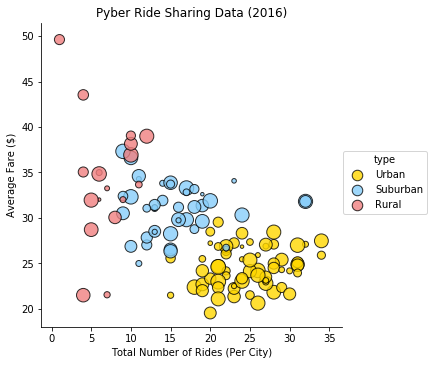 Pyber Ride Sharing Data (2016)
50
45
40
35
30
25
20
Average Fare ($)
0 5 10 15 20 25 30 35
Total Number of Rides (Per City)
type
Urban
Suburban
Rural